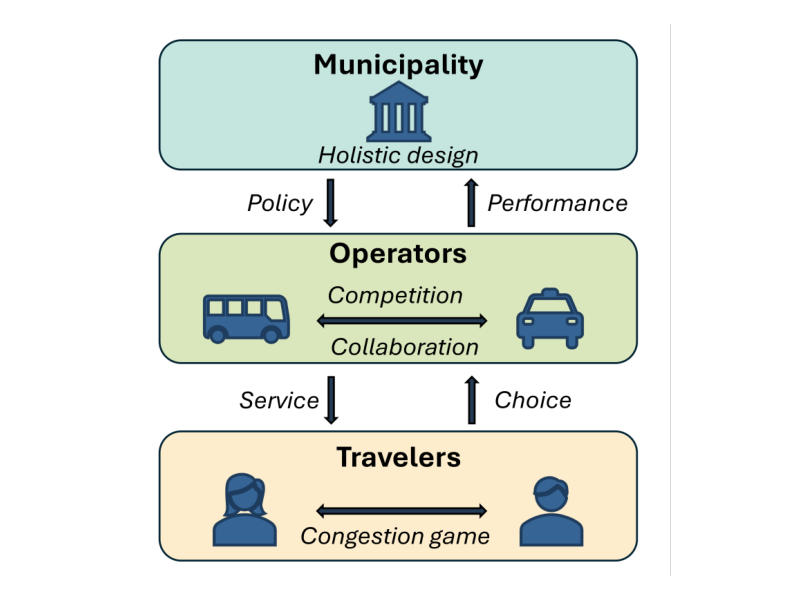 Municipality
Holistic design
Policy
Performance
Operators
Competition
Collaboration
Service
Choice
Travelers
Congestion game